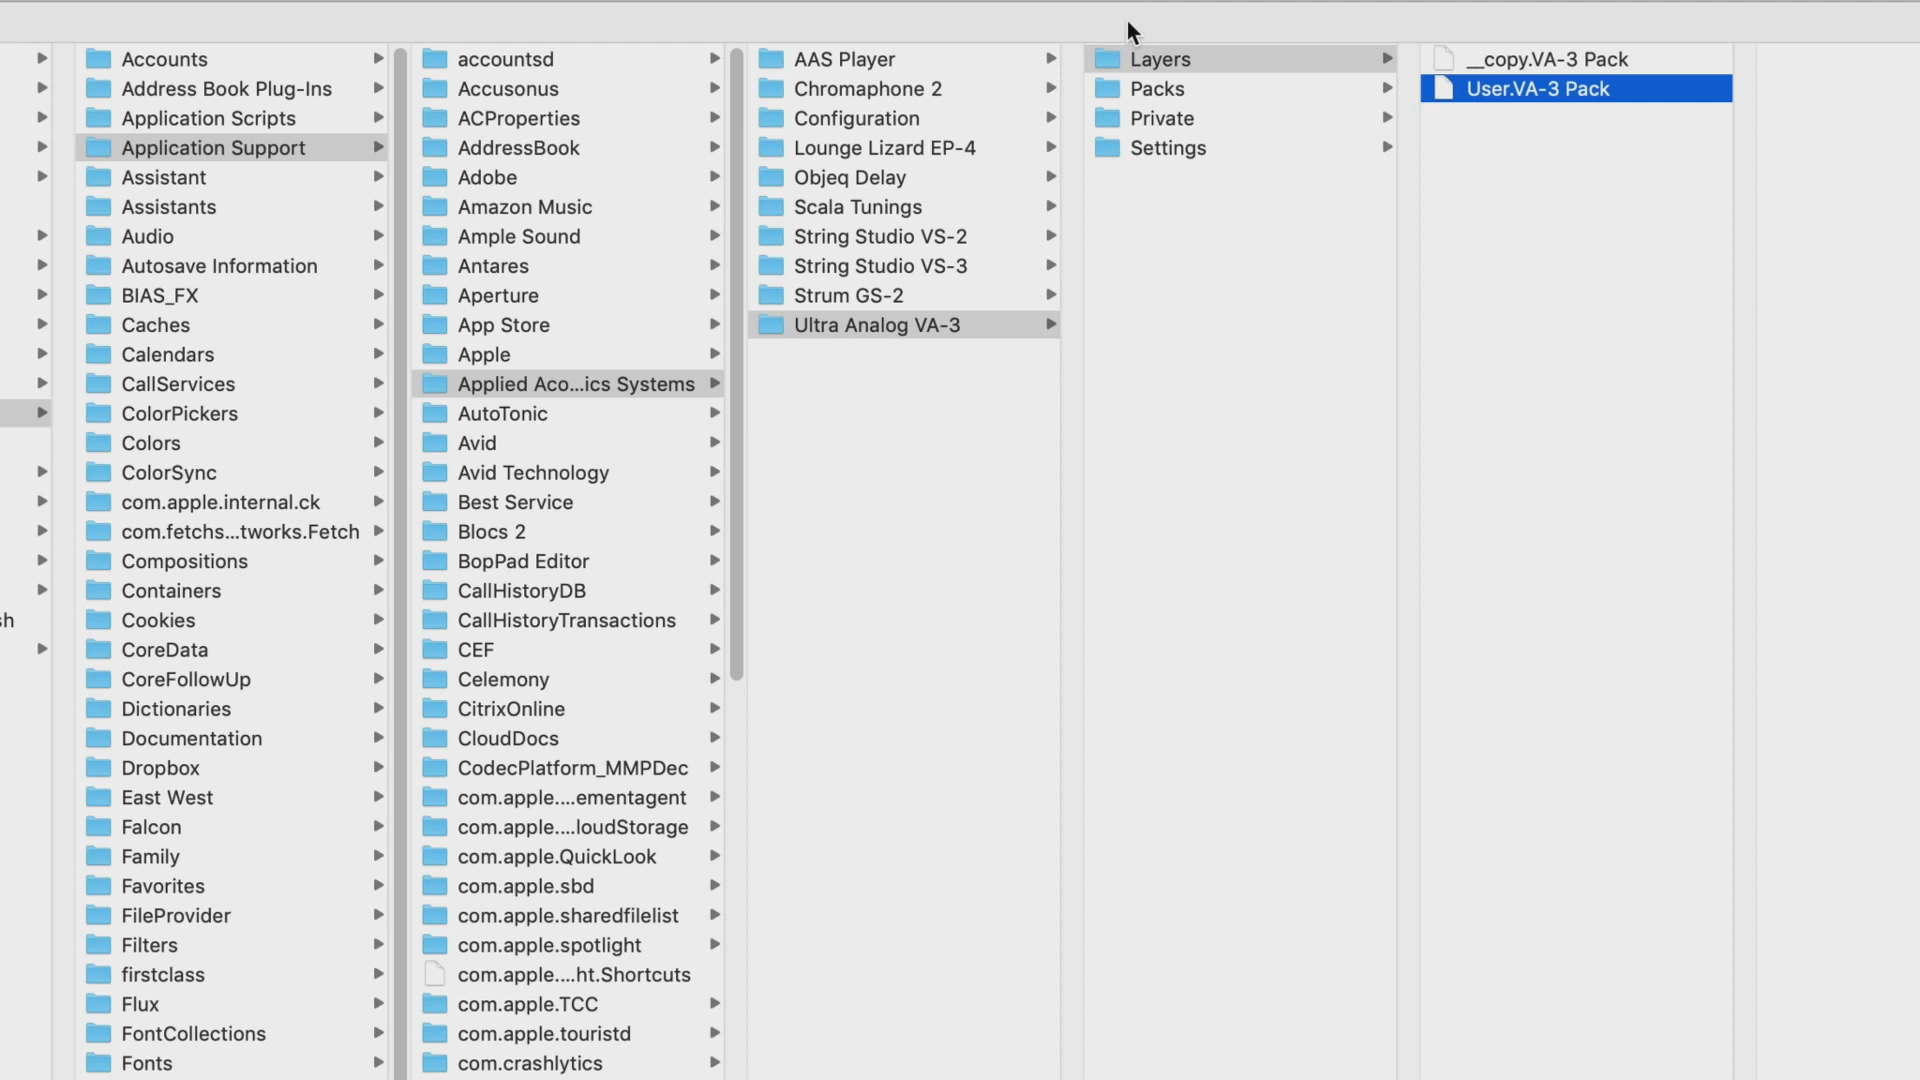 sh
Accounts
Address Book Plug-Ins
Application Scripts
Application Support
Assistant
Assistants
Audio
Autosave Information
BIAS_FX
Caches
Calendars
CallServices
ColorPickers
Colors
ColorSync
com.apple.internal.ck
com.fetchs...tworks.Fetch
Compositions
Containers
Cookies
CoreData
CoreFollowUp
Dictionaries
Documentation
Dropbox
East West
Falcon
Family
Favorites
FileProvider
Filters
firstclass
Flux
FontCollections
Fonts
accountsd
Accusonus
ACProperties
AddressBook
Adobe
Amazon Music
Ample Sound
Antares
Aperture
App Store
Apple
Applied Aco...ics Systems
AutoTonic
Avid
Avid Technology
Best Service
Blocs 2
BopPad Editor
CallHistoryDB
CallHistoryTransactions
CEF
Celemony
CitrixOnline
CloudDocs
CodecPlatform_MMPDec
com.apple....ementagent
com.apple....loudStorage
com.apple.QuickLook
com.apple.sbd
com.apple.sharedfilelist
com.apple.spotlight
com.apple....ht.Shortcuts
com.apple.TCC
com.apple.touristd
com.crashlytics
AAS Player
Chromaphone 2
Configuration
Lounge Lizard EP-4
Objeq Delay
Scala Tunings
String Studio VS-2
String Studio VS-3
Strum GS-2
Ultra Analog VA-3
Layers
Packs
Private
Settings
__copy.VA-3 Pack
User.VA-3 Pack